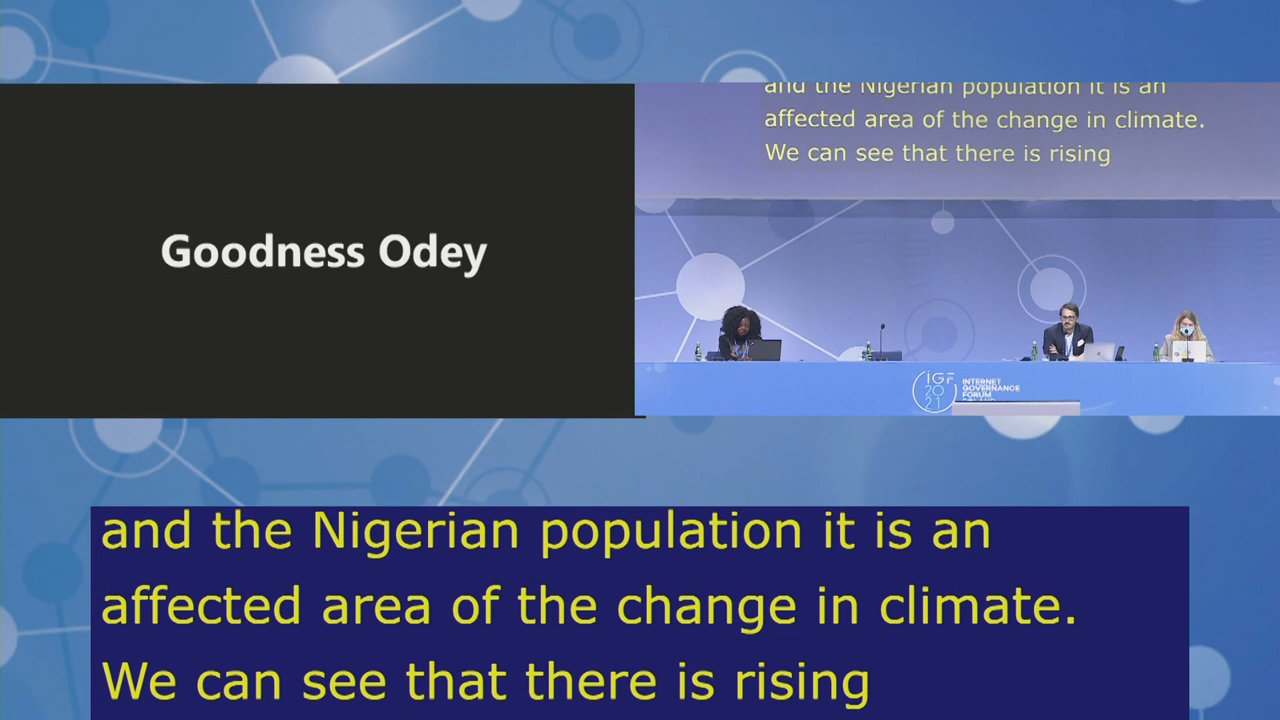 Goodness Odey
and the Nigerian population it is an
affected area of the change in climate.
We can see that there is rising
IGF
20
21
INTERNET
GOVERNANCE
FORUM
and the Nigerian population it is an
affected area of the change in climate.
We can see that there is rising